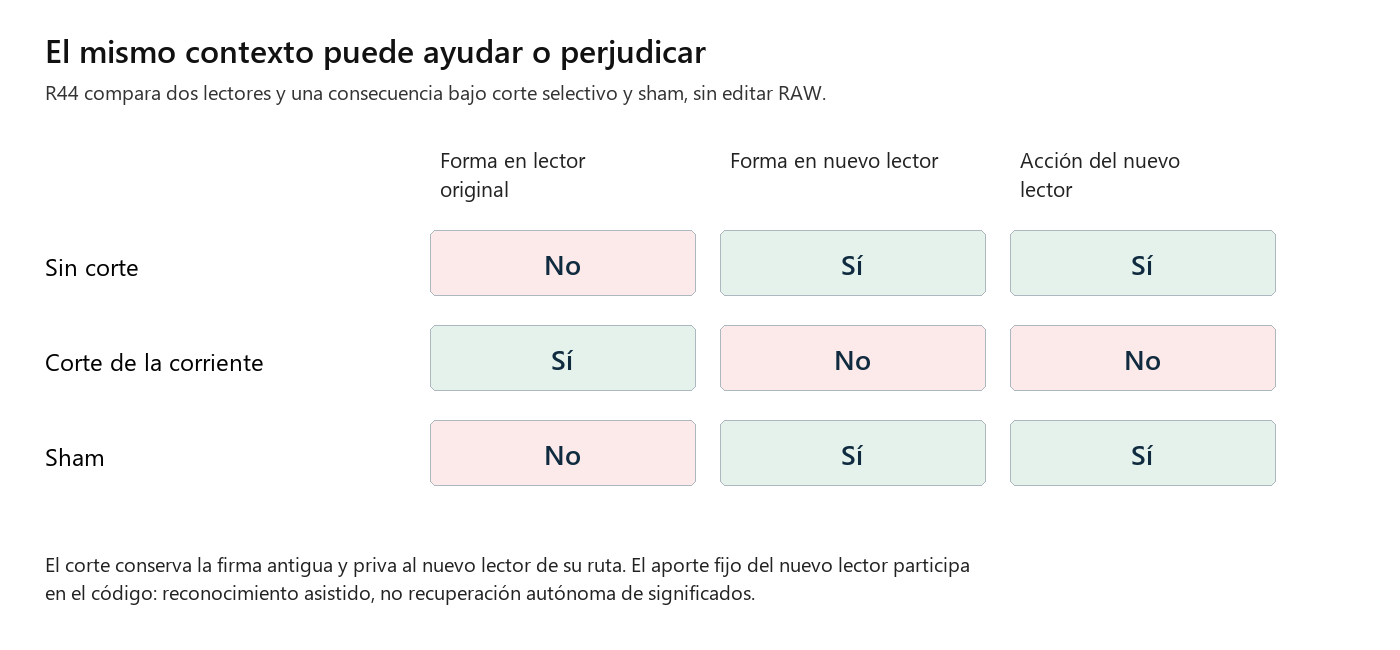 El mismo contexto puede ayudar o perjudicar
R44 compara dos lectores y una consecuencia bajo corte selectivo y sham, sin editar RAW.
Forma en lector
original
Forma en nuevo lector
Acción del nuevo
lector
Sin corte
No
Sí
Sí
Corte de la corriente
Sí
No
No
Sham
No
Sí
Sí
El corte conserva la firma antigua y priva al nuevo lector de su ruta. El aporte fijo del nuevo lector participa
en el código: reconocimiento asistido, no recuperación autónoma de significados.